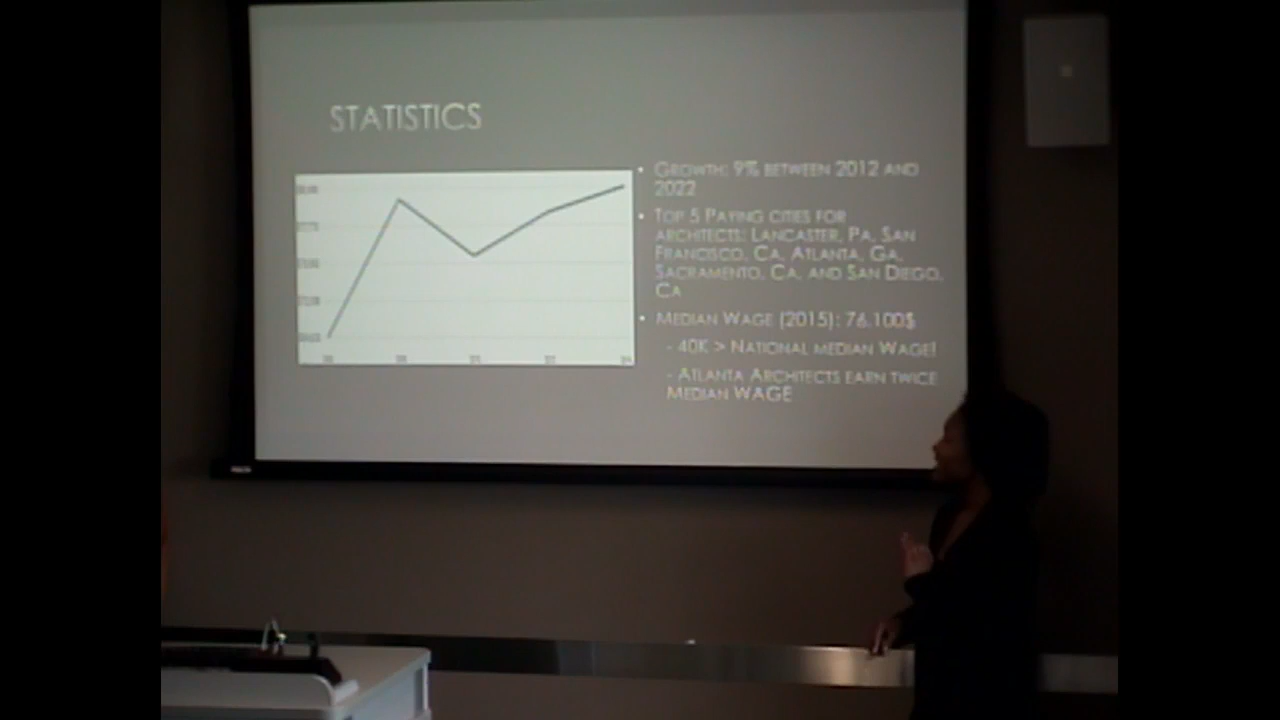 STATISTICS
• GROWTH: 9% BETWEEN 2012 AND
2022
• TOP 5 PAYING CITIES FOR
ARCHITECTS: LANCASTER, PA, SAN
FRANCISCO, CA, ATLANTA, GA,
SACRAMENTO, CA, AND SAN DIEGO,
CA
• MEDIAN WAGE (2015): 76,100$
- 40K > NATIONAL MEDIAN WAGE!
- ATLANTA ARCHITECTS EARN TWICE
MEDIAN WAGE